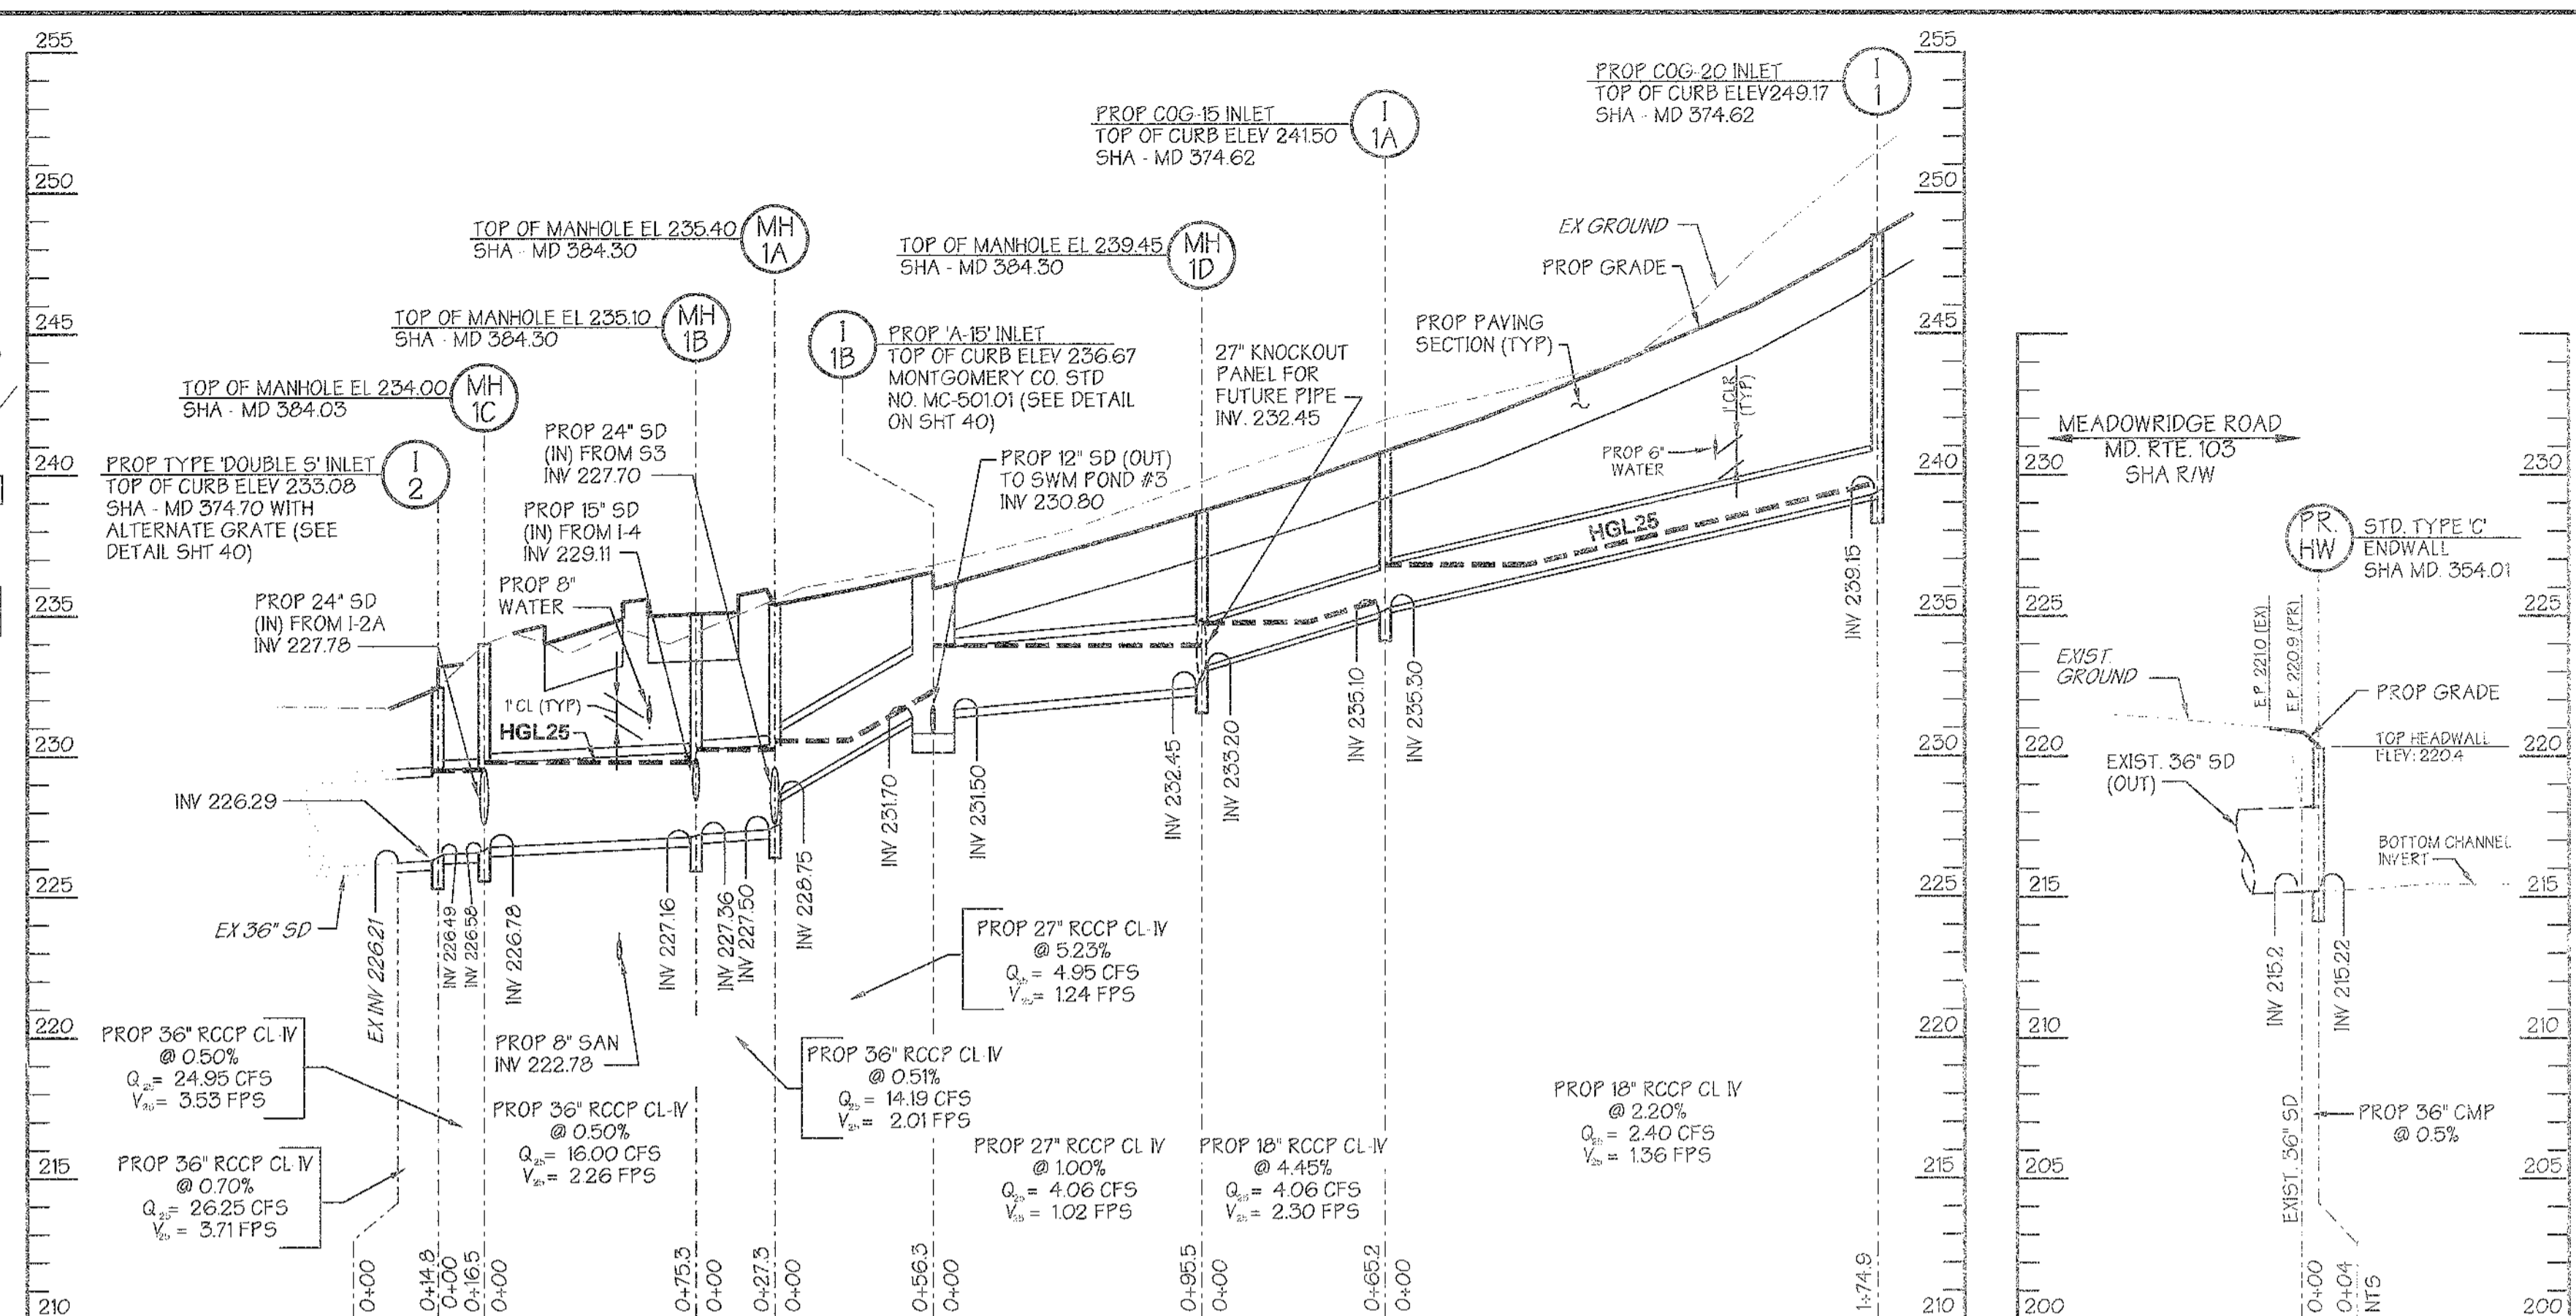 255
250
245
240
235
230
225
220
215
210
PROP TYPE 'DOUBLE S' INLET
TOP OF CURB ELEV 233.08
SHA - MD 374.70 WITH
ALTERNATE GRATE (SEE
DETAIL SHT 40)
I
2
TOP OF MANHOLE EL 234.00
SHA - MD 384.03
MH
1C
TOP OF MANHOLE EL 235.10
SHA - MD 384.30
MH
1B
TOP OF MANHOLE EL 235.40
SHA - MD 384.30
MH
1A
I
1B
PROP 'A-15' INLET
TOP OF CURB ELEV 236.67
MONTGOMERY CO. STD
NO. MC-501.01 (SEE DETAIL
ON SHT 40)
TOP OF MANHOLE EL 239.45
SHA - MD 384.30
MH
1D
PROP COG-15 INLET
TOP OF CURB ELEV 241.50
SHA - MD 374.62
I
1A
PROP COG-20 INLET
TOP OF CURB ELEV 249.17
SHA - MD 374.62
I
1
PROP 24" SD
(IN) FROM I-2A
INV 227.78
PROP 24" SD
(IN) FROM S3
INV 227.70
PROP 15" SD
(IN) FROM I-4
INV 229.11
PROP 8"
WATER
1' CL (TYP)
HGL25
PROP 12" SD (OUT)
TO SWM POND #3
INV 230.80
27" KNOCKOUT
PANEL FOR
FUTURE PIPE
INV. 232.45
PROP PAVING
SECTION (TYP)
EX GROUND
PROP GRADE
1' CLR
(TYP)
PROP 6"
WATER
HGL25
INV 226.29
EX 36" SD
EX INV 226.21
INV 226.49
INV 226.58
INV 226.78
INV 227.16
INV 227.36
INV 227.50
INV 228.75
INV 231.70
INV 231.50
INV 232.45
INV 233.20
INV 235.10
INV 235.30
INV 239.15
PROP 8" SAN
INV 222.78
PROP 36" RCCP CL-IV
@ 0.50%
Q25= 24.95 CFS
V25= 3.53 FPS
PROP 36" RCCP CL-IV
@ 0.70%
Q25= 26.25 CFS
V25= 3.71 FPS
PROP 36" RCCP CL-IV
@ 0.50%
Q25= 16.00 CFS
V25= 2.26 FPS
PROP 36" RCCP CL-IV
@ 0.51%
Q25= 14.19 CFS
V25= 2.01 FPS
PROP 27" RCCP CL-IV
@ 5.23%
Q25= 4.95 CFS
V25= 1.24 FPS
PROP 27" RCCP CL IV
@ 1.00%
Q25= 4.06 CFS
V25= 1.02 FPS
PROP 18" RCCP CL-IV
@ 4.45%
Q25= 4.06 CFS
V25= 2.30 FPS
PROP 18" RCCP CL IV
@ 2.20%
Q25= 2.40 CFS
V25= 1.36 FPS
0+00
0+14.8
0+00
0+16.5
0+00
0+75.3
0+00
0+27.3
0+00
0+56.3
0+00
0+95.5
0+00
0+65.2
0+00
1+74.9
255
250
245
240
235
230
225
220
215
210
230
225
220
215
210
205
200
MEADOWRIDGE ROAD
MD. RTE. 103
SHA R/W
PR.
HW
STD. TYPE 'C'
ENDWALL
SHA MD. 354.01
E.P. 221.0 (EX)
E.P. 220.9 (PR)
EXIST.
GROUND
PROP GRADE
TOP HEADWALL
ELEV: 220.4
EXIST. 36" SD
(OUT)
BOTTOM CHANNEL
INVERT
INV 215.2
INV 215.22
EXIST. 36" SD
PROP 36" CMP
@ 0.5%
0+00
0+04
NTS
230
225
220
215
210
205
200